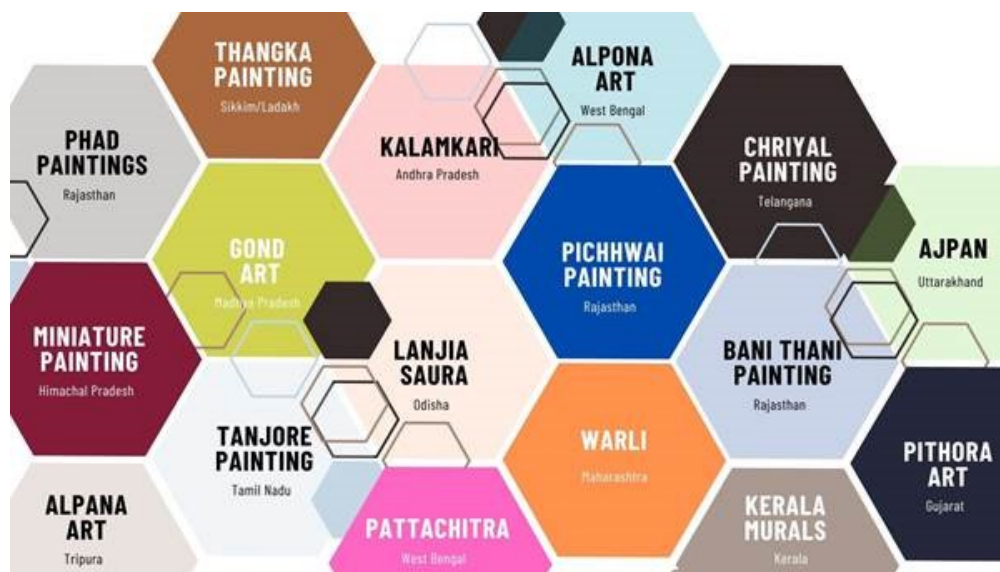 THANGKA
PAINTING
Sikkim/Ladakh
ALPONA
ART
West Bengal
PHAD
PAINTINGS
Rajasthan
KALAMKARI
Andhra Pradesh
CHRIYAL
PAINTING
Telangana
GOND
ART
Madhya Pradesh
PICHHWAI
PAINTING
Rajasthan
AJPAN
Uttarakhand
MINIATURE
PAINTING
Himachal Pradesh
LANJIA
SAURA
Odisha
BANI THANI
PAINTING
Rajasthan
TANJORE
PAINTING
Tamil Nadu
WARLI
Maharashtra
PITHORA
ART
Gujarat
ALPANA
ART
Tripura
PATTACHITRA
West Bengal
KERALA
MURALS
Kerala